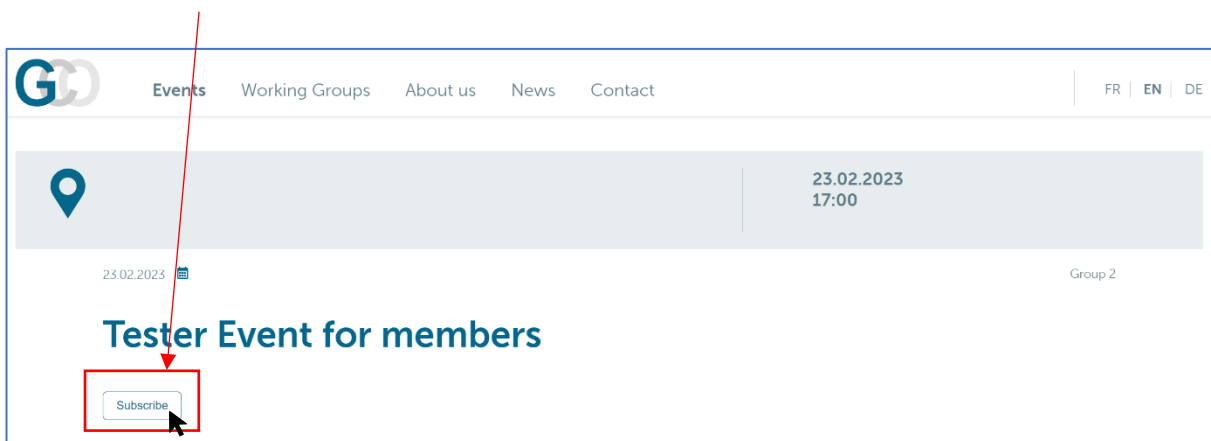 GCO Events Working Groups About us News Contact FR | EN | DE
23.02.2023
17:00
23.02.2023 Group 2
Tester Event for members
Subscribe